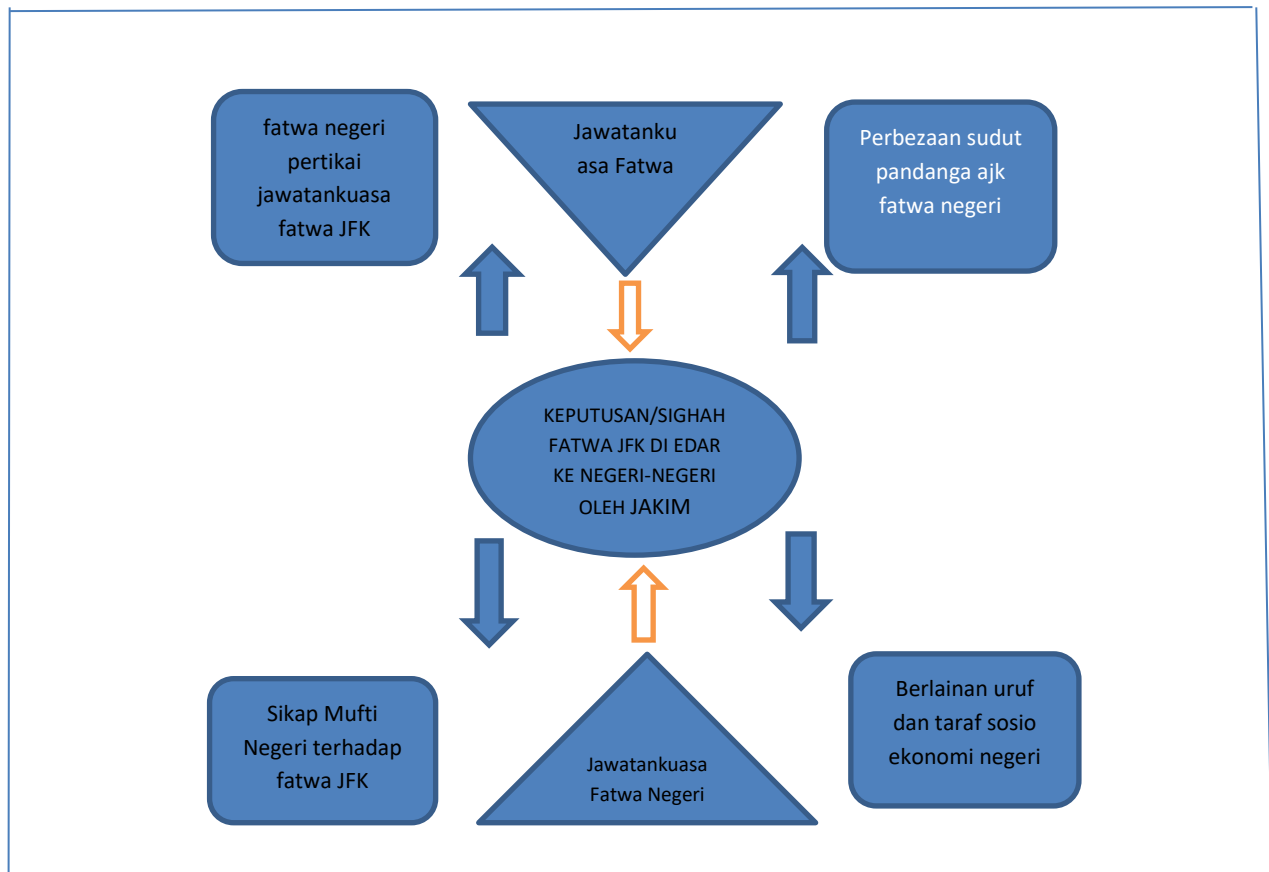 fatwa negeri
pertikai
jawatankuasa
fatwa JFK
Jawatanku
asa Fatwa
Perbezaan sudut
pandanga ajk
fatwa negeri
KEPUTUSAN/SIGHAH
FATWA JFK DI EDAR
KE NEGERI-NEGERI
OLEH JAKIM
Sikap Mufti
Negeri terhadap
fatwa JFK
Jawatankuasa
Fatwa Negeri
Berlainan uruf
dan taraf sosio
ekonomi negeri